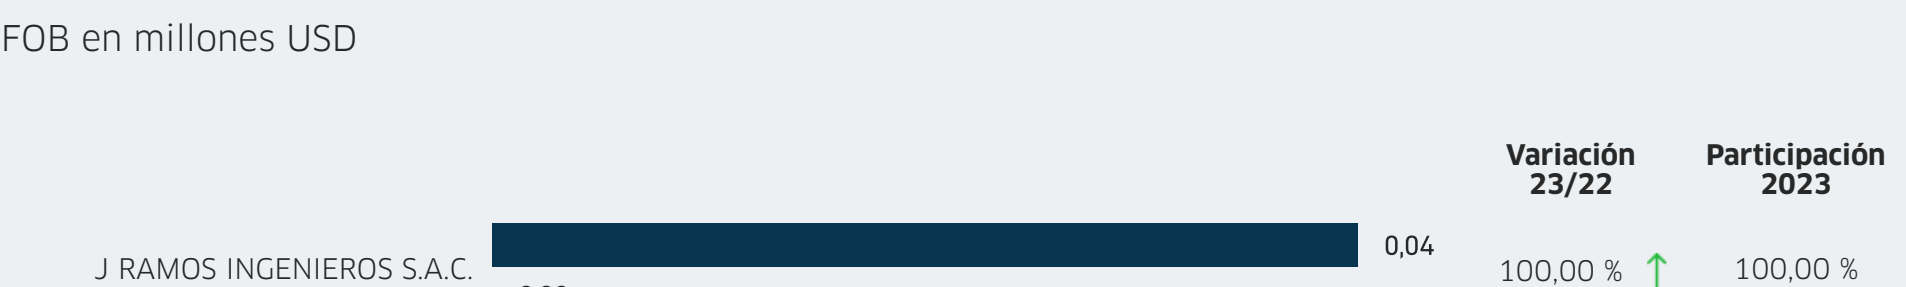 FOB en millones USD
Variación Participación
23/22 2023
0,04
J RAMOS INGENIEROS S.A.C. 100,00 % ↑ 100,00 %